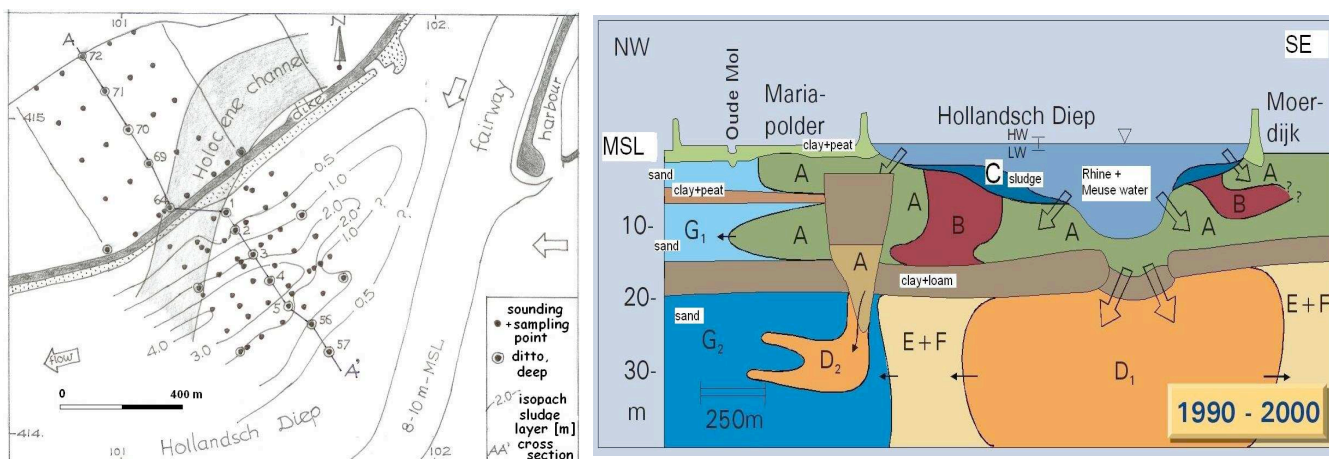 101
102.
N
A
72
71
415
70
69
64
Holocene channel
dike
fairway
harbour
0.5
1.0
2.0
2.0
?
1.0
?
1
2
3
4
5
56
57
A'
0.5
4.0
3.0
flow
0 400 m
414.
101
Hollandsch Diep
8-10 m-MSL
102
sounding
+ sampling
point
ditto,
deep
2.0
isopach
sludge
layer [m]
AA' cross
section
NW
SE
Oude Mol
Maria-
polder
Hollandsch Diep
Moer-
dijk
HW
LW
MSL
clay+peat
sand
clay+peat
A
C sludge
Rhine +
Meuse water
A
B
A
B
? ?
10-
G1
A
A
A
sand
A
clay+loam
20-
sand
G2
E+F
E+F
D2
D1
30-
m
250m
1990 - 2000